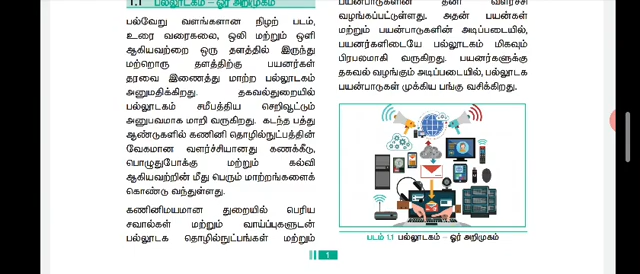 1.1 பல்லூடகம் – ஓர் அறிமுகம்
பல்வேறு வளங்களான நிழற் படம்,
உரை வரைகலை, ஒலி மற்றும் ஒளி
ஆகியவற்றை ஒரு தளத்தில் இருந்து
மற்றொரு தளத்திற்கு பயனர்கள்
தரவை இணைத்து மாற்ற பல்லூடகம்
அனுமதிக்கிறது. தகவல்துறையில்
பல்லூடகம் சமீபத்திய செறிவூட்டும்
அனுபவமாக மாறி வருகிறது. கடந்த பத்து
ஆண்டுகளில் கணினி தொழில்நுட்பத்தின்
வேகமான வளர்ச்சியானது கணக்கீடு,
பொழுதுபோக்கு மற்றும் கல்வி
ஆகியவற்றின் மீது பெரும் மாற்றங்களைக்
கொண்டு வந்துள்ளது.
கணினிமயமான துறையில் பெரிய
சவால்கள் மற்றும் வாய்ப்புகளுடன்
பல்லூடக தொழில்நுட்பங்கள் மற்றும்
பயன்பாடுகளின் தனி வளர்ச்சி
வழங்கப்பட்டுள்ளது. அதன் பயன்கள்
மற்றும் பயன்பாடுகளின் அடிப்படையில்,
பயனர்களிடையே பல்லூடகம் மிகவும்
பிரபலமாகி வருகிறது. பயனர்களுக்கு
தகவல் வழங்கும் அடிப்படையில், பல்லூடக
பயன்பாடுகள் முக்கிய பங்கு வசிக்கிறது.
படம் 1.1 பல்லூடகம் – ஓர் அறிமுகம்
1